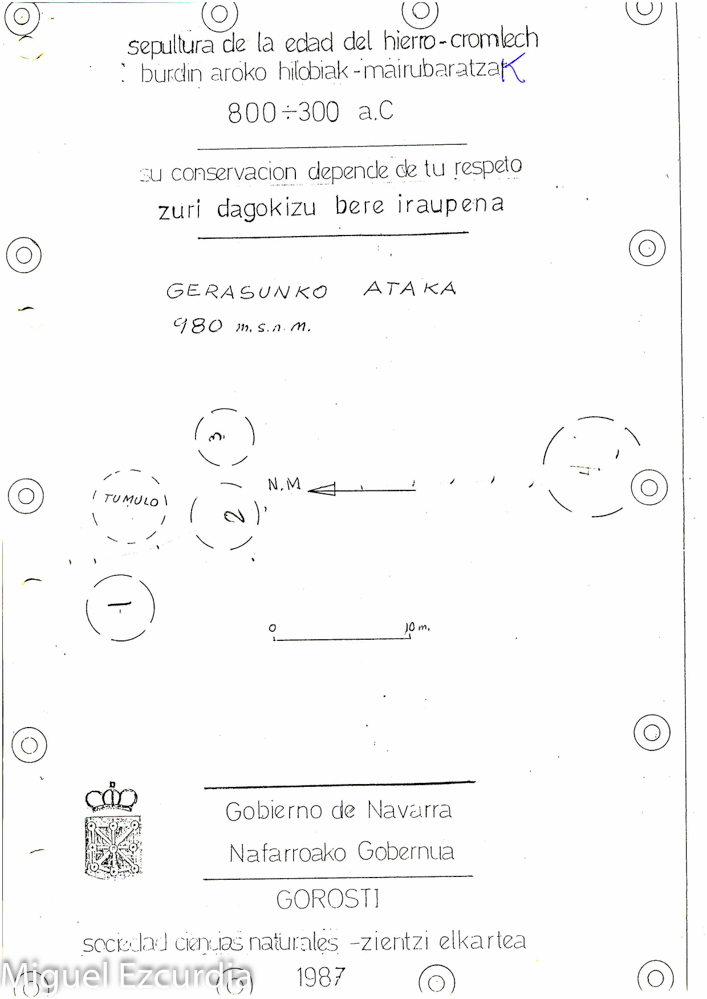 sepultura de la edad del hierro-cromlech
burdin aroko hilobiak-mairubaratzak
800÷300 a.C
su conservacion depende de tu respeto
zuri dagokizu bere iraupena
GERASUNKO ATAKA
980 m.s.n.m.
3
N.M
4
TUMULO
2
1
0 10 m.
Gobierno de Navarra
Nafarroako Gobernua
GOROSTI
sociedad ciencias naturales -zientzi elkartea
1987
Miguel Ezcurdia